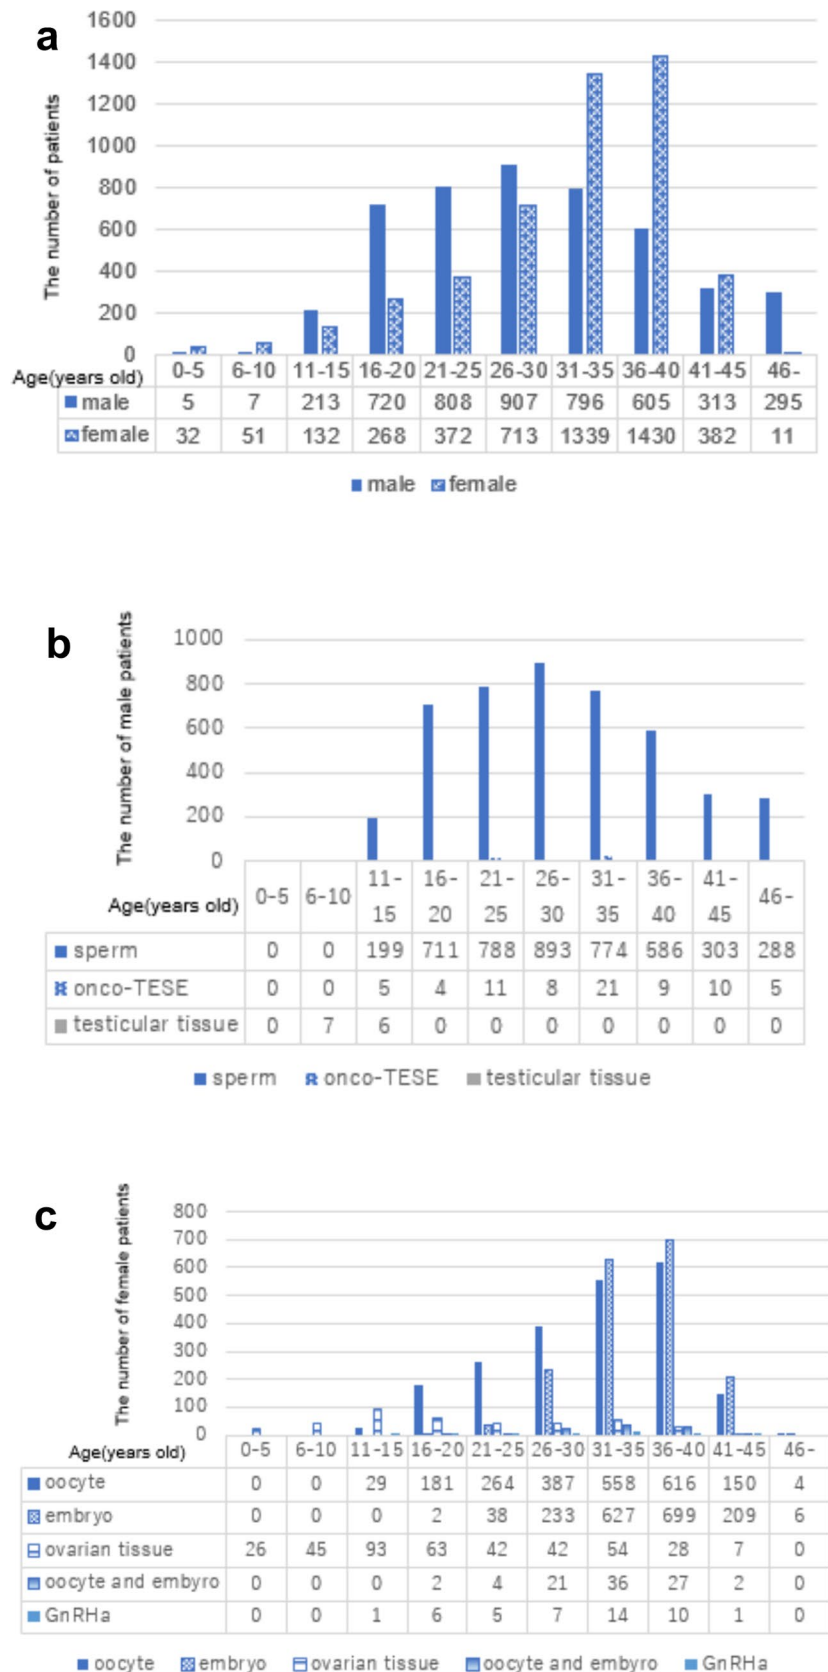 a
The number of patients
1600
1400
1200
1000
800
600
400
200
0
Age(years old) 0-5 6-10 11-15 16-20 21-25 26-30 31-35 36-40 41-45 46-
male 5 7 213 720 808 907 796 605 313 295
female 32 51 132 268 372 713 1339 1430 382 11
male female
b
The number of male patients
1000
800
600
400
200
0
Age(years old) 0-5 6-10 11-15 16-20 21-25 26-30 31-35 36-40 41-45 46-
sperm 0 0 199 711 788 893 774 586 303 288
onco-TESE 0 0 5 4 11 8 21 9 10 5
testicular tissue 0 7 6 0 0 0 0 0 0 0
sperm onco-TESE testicular tissue
c
The number of female patients
800
700
600
500
400
300
200
100
0
Age(years old) 0-5 6-10 11-15 16-20 21-25 26-30 31-35 36-40 41-45 46-
oocyte 0 0 29 181 264 387 558 616 150 4
embryo 0 0 0 2 38 233 627 699 209 6
ovarian tissue 26 45 93 63 42 42 54 28 7 0
oocyte and embyro 0 0 0 2 4 21 36 27 2 0
GnRHa 0 0 1 6 5 7 14 10 1 0
oocyte embryo ovarian tissue oocyte and embyro GnRHa